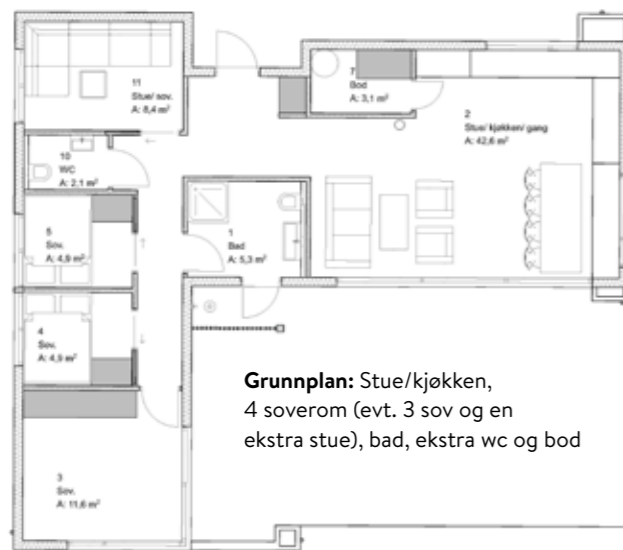 11
Stue/ sov.
A: 8,4 m²
7
Bod
A: 3,1 m²
2
Stue/ kjøkken/ gang
A: 42,6 m²
10
WC
A: 2,1 m²
5
Sov.
A: 4,9 m²
1
Bad
A: 5,3 m²
4
Sov.
A: 4,9 m²
3
Sov.
A: 11,6 m²
Grunnplan: Stue/kjøkken,
4 soverom (evt. 3 sov og en
ekstra stue), bad, ekstra wc og bod